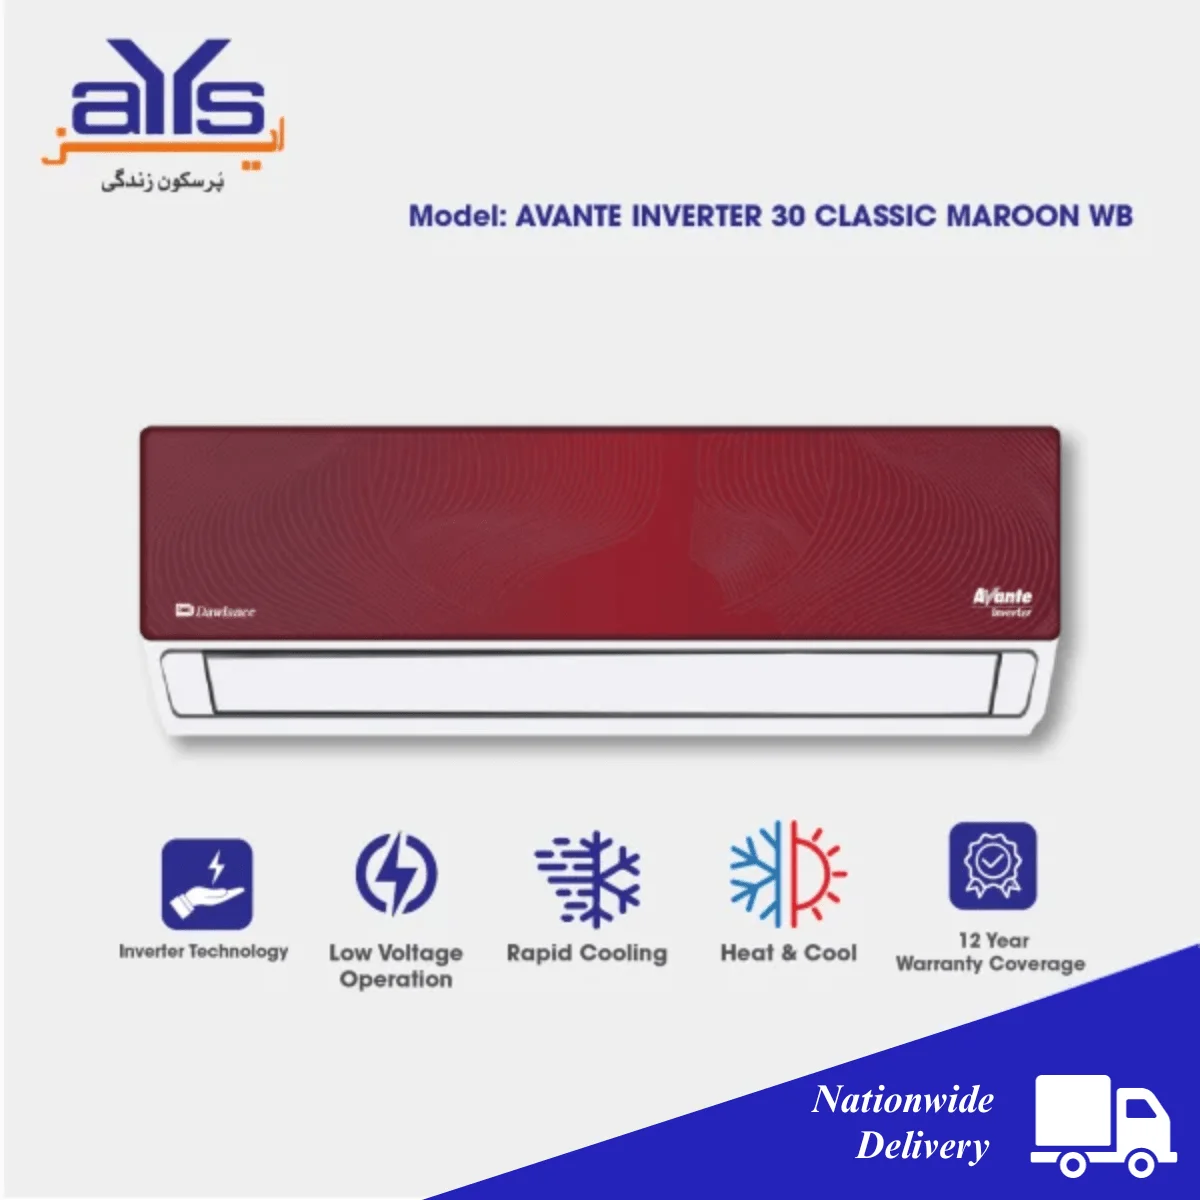 aYs
ایز
پُرسکون زندگی
Model: AVANTE INVERTER 30 CLASSIC MAROON WB
Dawlance
Avante
Inverter
Inverter Technology
Low Voltage
Operation
Rapid Cooling
Heat & Cool
12 Year
Warranty Coverage
Nationwide
Delivery